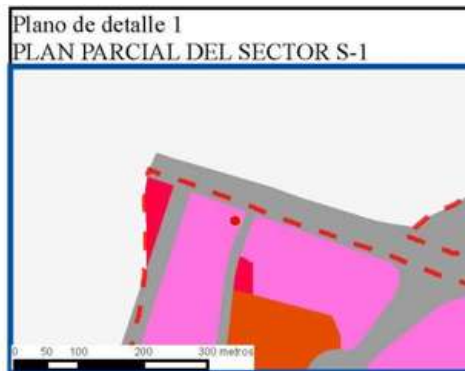 Plano de detalle 1
PLAN PARCIAL DEL SECTOR S-1
0 50 100 200 300 metros